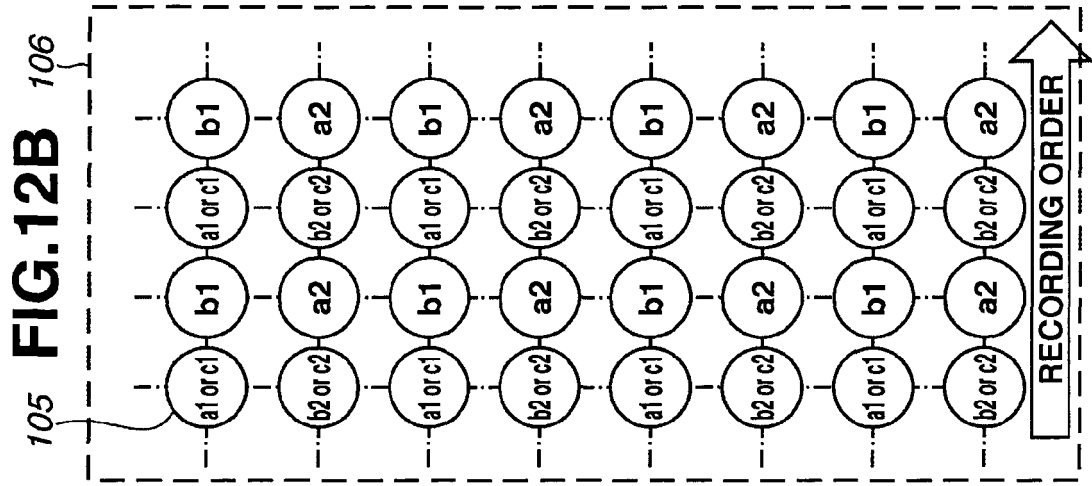 105 FIG.12B 106
a1 or c1 b1 a1 or c1 b1
b2 or c2 a2 b2 or c2 a2
a1 or c1 b1 a1 or c1 b1
b2 or c2 a2 b2 or c2 a2
a1 or c1 b1 a1 or c1 b1
b2 or c2 a2 b2 or c2 a2
a1 or c1 b1 a1 or c1 b1
b2 or c2 a2 b2 or c2 a2
RECORDING ORDER